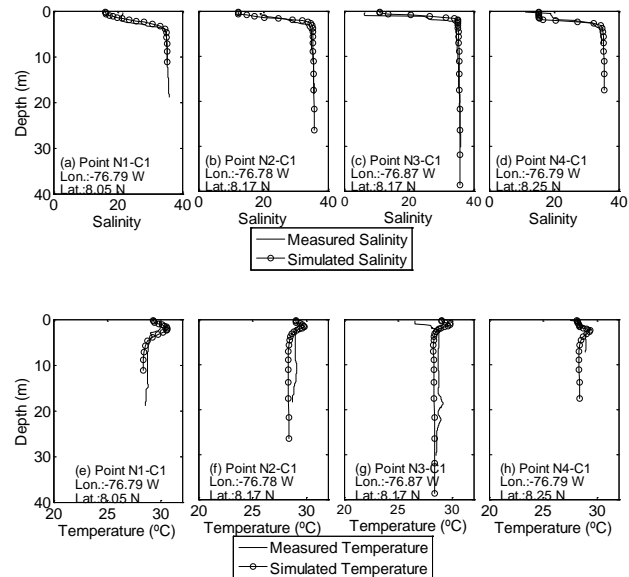 0
10
20
30
40
Depth (m)
(a) Point N1-C1
Lon.:-76.79 W
Lat.:8.05 N
0 20 40
Salinity
(b) Point N2-C1
Lon.:-76.78 W
Lat.:8.17 N
0 20 40
Salinity
(c) Point N3-C1
Lon.:-76.87 W
Lat.:8.17 N
0 20 40
Salinity
(d) Point N4-C1
Lon.:-76.79 W
Lat.:8.25 N
0 20 40
Salinity
Measured Salinity
Simulated Salinity
0
10
20
30
40
Depth (m)
(e) Point N1-C1
Lon.:-76.79 W
Lat.:8.05 N
20 25 30
Temperature (ºC)
(f) Point N2-C1
Lon.:-76.78 W
Lat.:8.17 N
20 25 30
Temperature (ºC)
(g) Point N3-C1
Lon.:-76.87 W
Lat.:8.17 N
20 25 30
Temperature (ºC)
(h) Point N4-C1
Lon.:-76.79 W
Lat.:8.25 N
20 25 30
Temperature (ºC)
Measured Temperature
Simulated Temperature